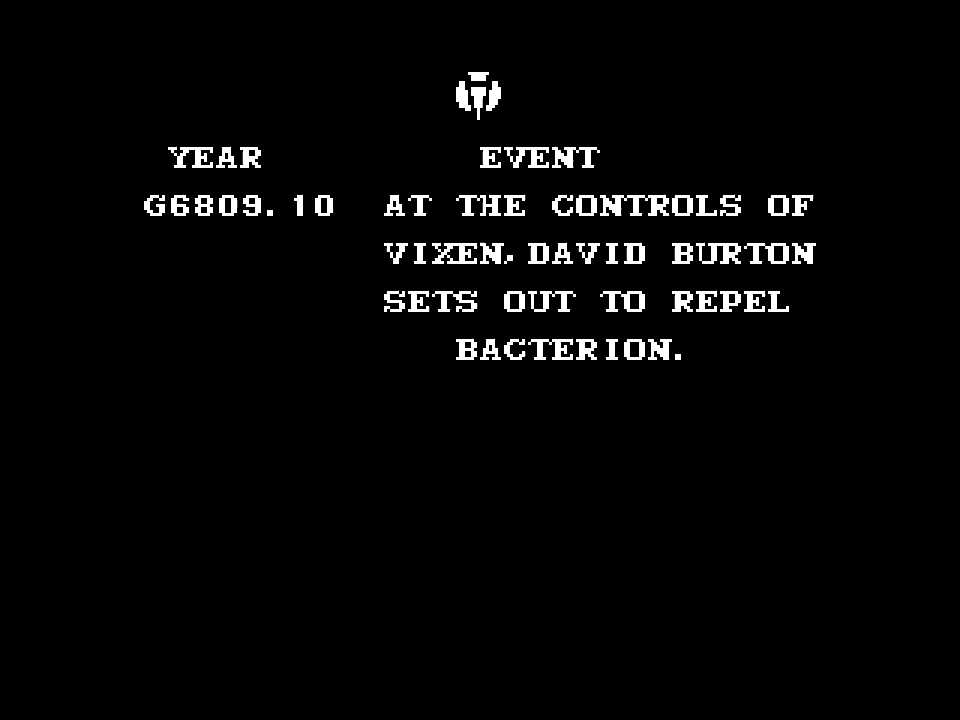 YEAR EVENT
G6809.10 AT THE CONTROLS OF
VIXEN.DAVID BURTON
SETS OUT TO REPEL
BACTERION.